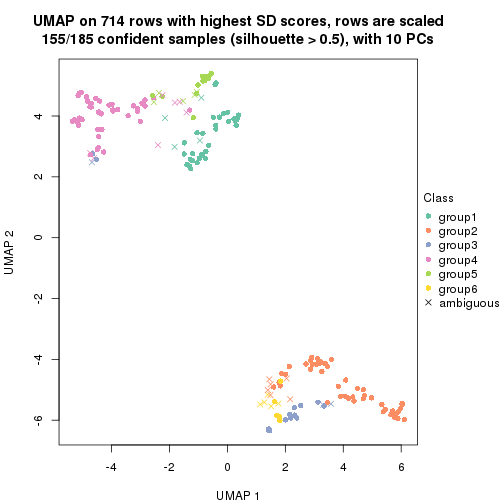 UMAP on 714 rows with highest SD scores, rows are scaled
155/185 confident samples (silhouette > 0.5), with 10 PCs
4
2
0
-2
-4
-6
UMAP 2
-4
-2
0
2
4
6
UMAP 1
Class
group1
group2
group3
group4
group5
group6
ambiguous